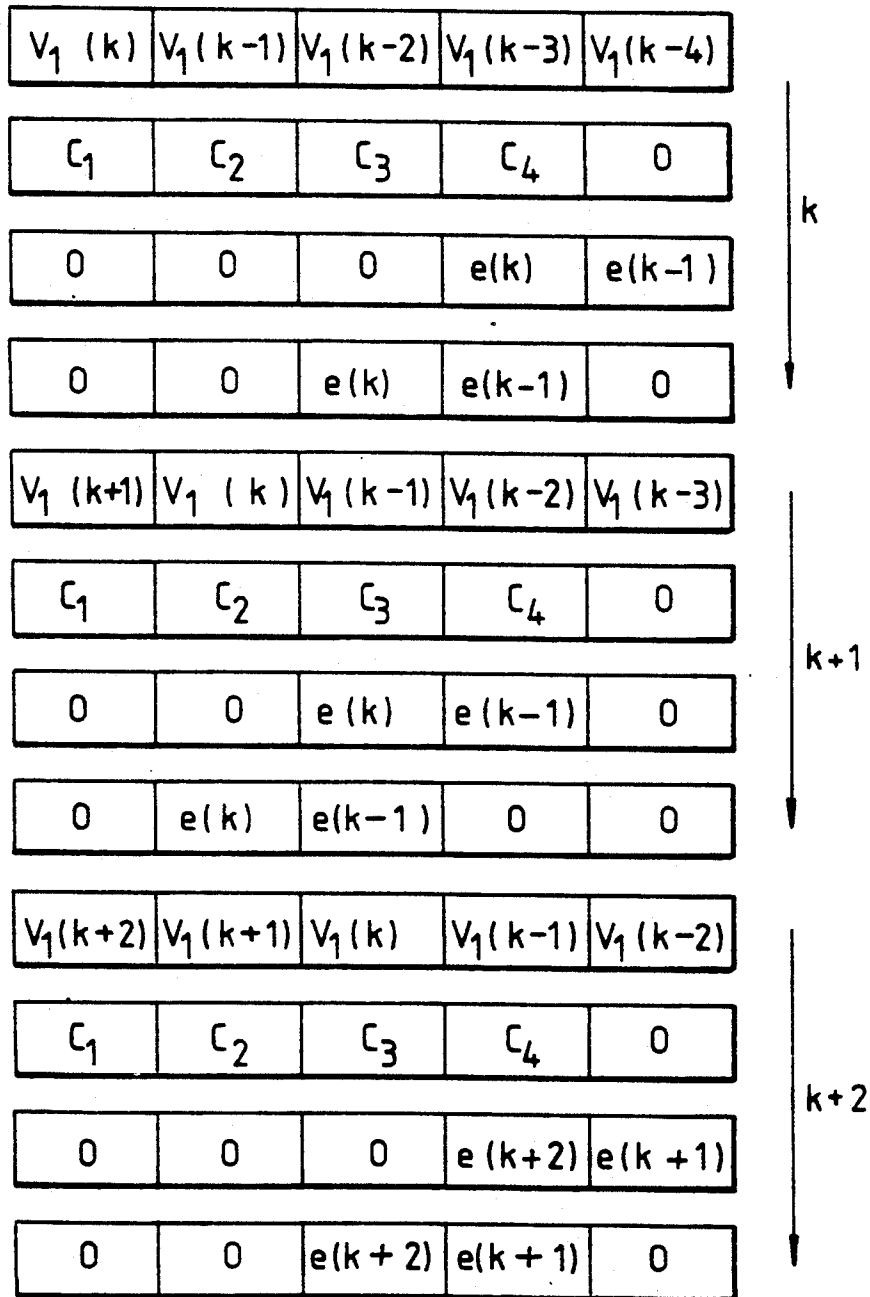 V₁ (k) V₁(k-1) V₁(k-2) V₁(k-3) V₁(k-4)
C₁ C₂ C₃ C₄ 0
k
0 0 0 e(k) e(k-1)
0 0 e(k) e(k-1) 0
V₁ (k+1) V₁ (k) V₁(k-1) V₁(k-2) V₁(k-3)
C₁ C₂ C₃ C₄ 0
k+1
0 0 e(k) e(k-1) 0
0 e(k) e(k-1) 0 0
V₁(k+2) V₁(k+1) V₁(k) V₁(k-1) V₁(k-2)
C₁ C₂ C₃ C₄ 0
k+2
0 0 0 e(k+2) e(k+1)
0 0 e(k+2) e(k+1) 0